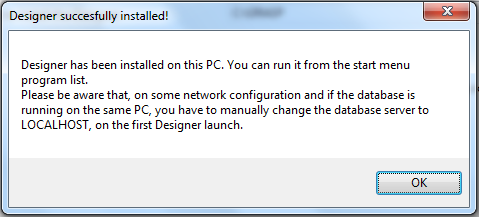 Designer succesfully installed!
Designer has been installed on this PC. You can run it from the start menu
program list.
Please be aware that, on some network configuration and if the database is
running on the same PC, you have to manually change the database server to
LOCALHOST, on the first Designer launch.
OK